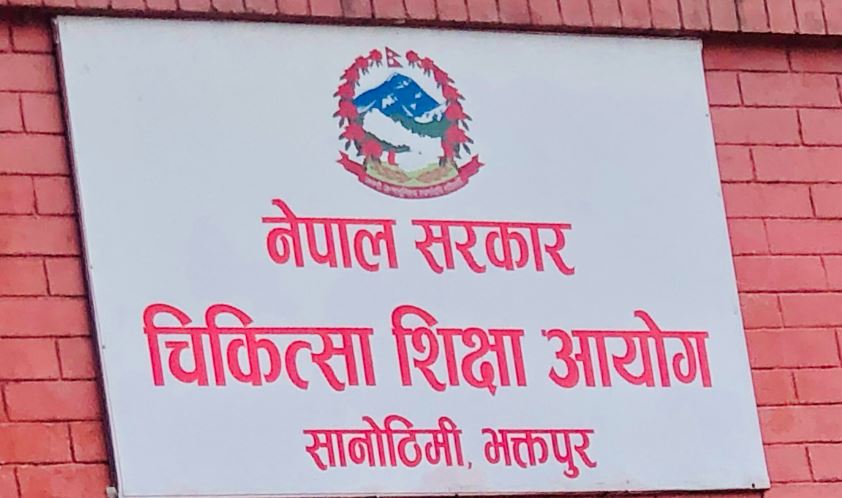 नेपाल सरकार
चिकित्सा शिक्षा आयोग
सानोठिमी, भक्तपुर